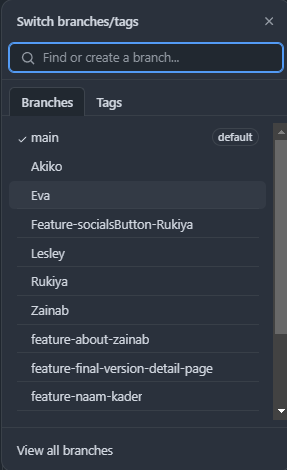 Switch branches/tags
Find or create a branch...
Branches Tags
main default
Akiko
Eva
Feature-socialsButton-Rukiya
Lesley
Rukiya
Zainab
feature-about-zainab
feature-final-version-detail-page
feature-naam-kader
View all branches